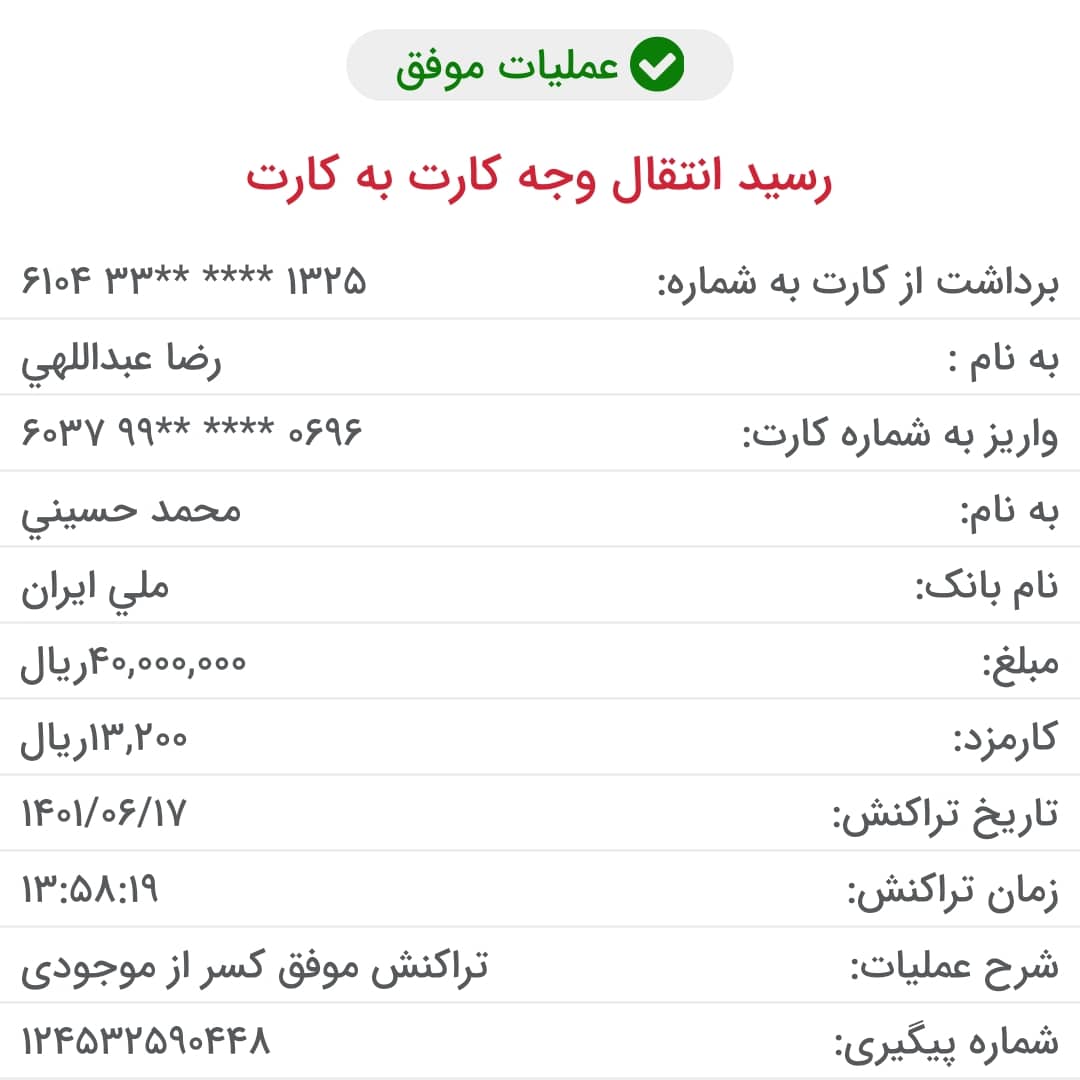 عملیات موفق
رسید انتقال وجه کارت به کارت
برداشت از کارت به شماره: ۶۱۰۴ ۳۳** **** ۱۳۲۵
به نام : رضا عبداللهي
واریز به شماره کارت: ۶۰۳۷ ۹۹** **** ۰۶۹۶
به نام: محمد حسيني
نام بانک: ملي ايران
مبلغ: ۴۰,۰۰۰,۰۰۰ریال
کارمزد: ۱۳,۲۰۰ریال
تاریخ تراکنش: ۱۴۰۱/۰۶/۱۷
زمان تراکنش: ۱۳:۵۸:۱۹
شرح عملیات: تراکنش موفق کسر از موجودی
شماره پیگیری: ۱۲۴۵۳۲۵۹۰۴۴۸